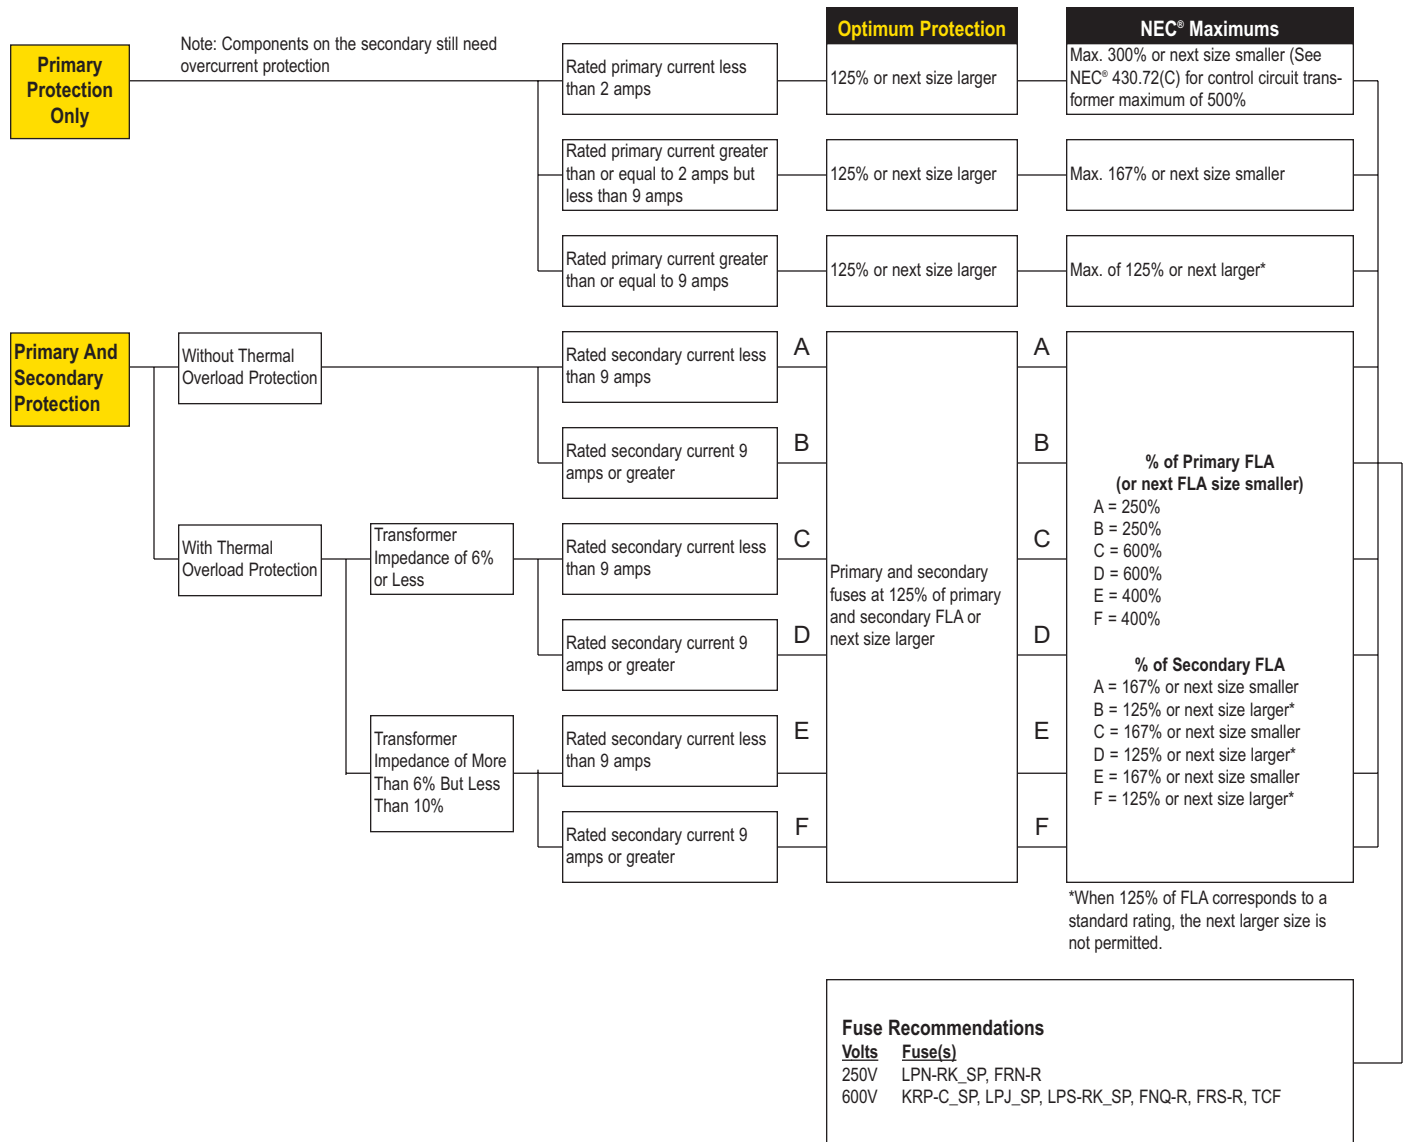 Optimum Protection
NEC® Maximums
Primary
Protection
Only
Note: Components on the secondary still need
overcurrent protection
Rated primary current less
than 2 amps
125% or next size larger
Max. 300% or next size smaller (See
NEC® 430.72(C) for control circuit trans-
former maximum of 500%
Rated primary current greater
than or equal to 2 amps but
less than 9 amps
125% or next size larger
Max. 167% or next size smaller
Rated primary current greater
than or equal to 9 amps
125% or next size larger
Max. of 125% or next larger*
Primary And
Secondary
Protection
Without Thermal
Overload Protection
Rated secondary current less
than 9 amps
A
A
Rated secondary current 9
amps or greater
B
B
With Thermal
Overload Protection
Transformer
Impedance of 6%
or Less
Rated secondary current less
than 9 amps
C
C
Rated secondary current 9
amps or greater
D
D
Transformer
Impedance of More
Than 6% But Less
Than 10%
Rated secondary current less
than 9 amps
E
E
Rated secondary current 9
amps or greater
F
F
Primary and secondary
fuses at 125% of primary
and secondary FLA or
next size larger
% of Primary FLA
(or next FLA size smaller)
A = 250%
B = 250%
C = 600%
D = 600%
E = 400%
F = 400%
% of Secondary FLA
A = 167% or next size smaller
B = 125% or next size larger*
C = 167% or next size smaller
D = 125% or next size larger*
E = 167% or next size smaller
F = 125% or next size larger*
*When 125% of FLA corresponds to a
standard rating, the next larger size is
not permitted.
Fuse Recommendations
Volts Fuse(s)
250V LPN-RK_SP, FRN-R
600V KRP-C_SP, LPJ_SP, LPS-RK_SP, FNQ-R, FRS-R, TCF